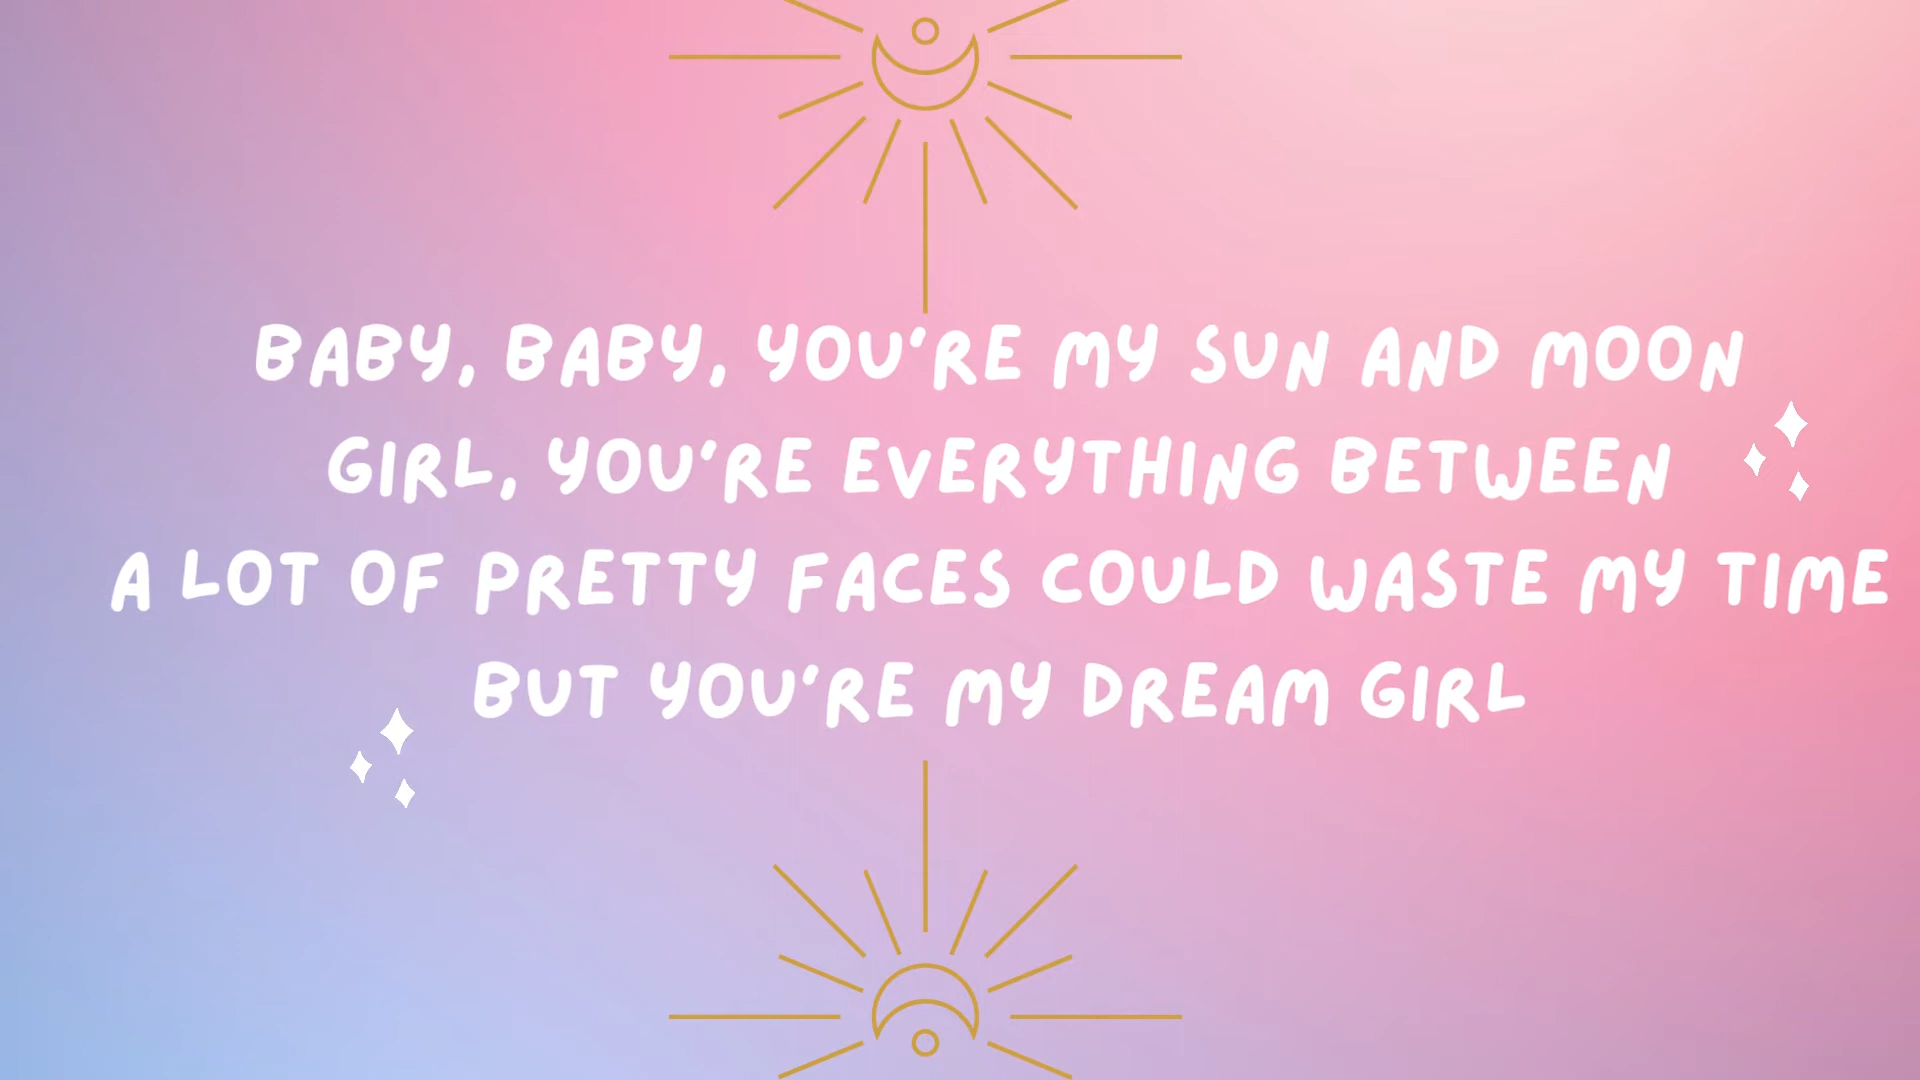 BABY, BABY, YOU'RE MY SUN AND MOON
GIRL, YOU'RE EVERYTHING BETWEEN
A LOT OF PRETTY FACES COULD WASTE MY TIME
BUT YOU'RE MY DREAM GIRL